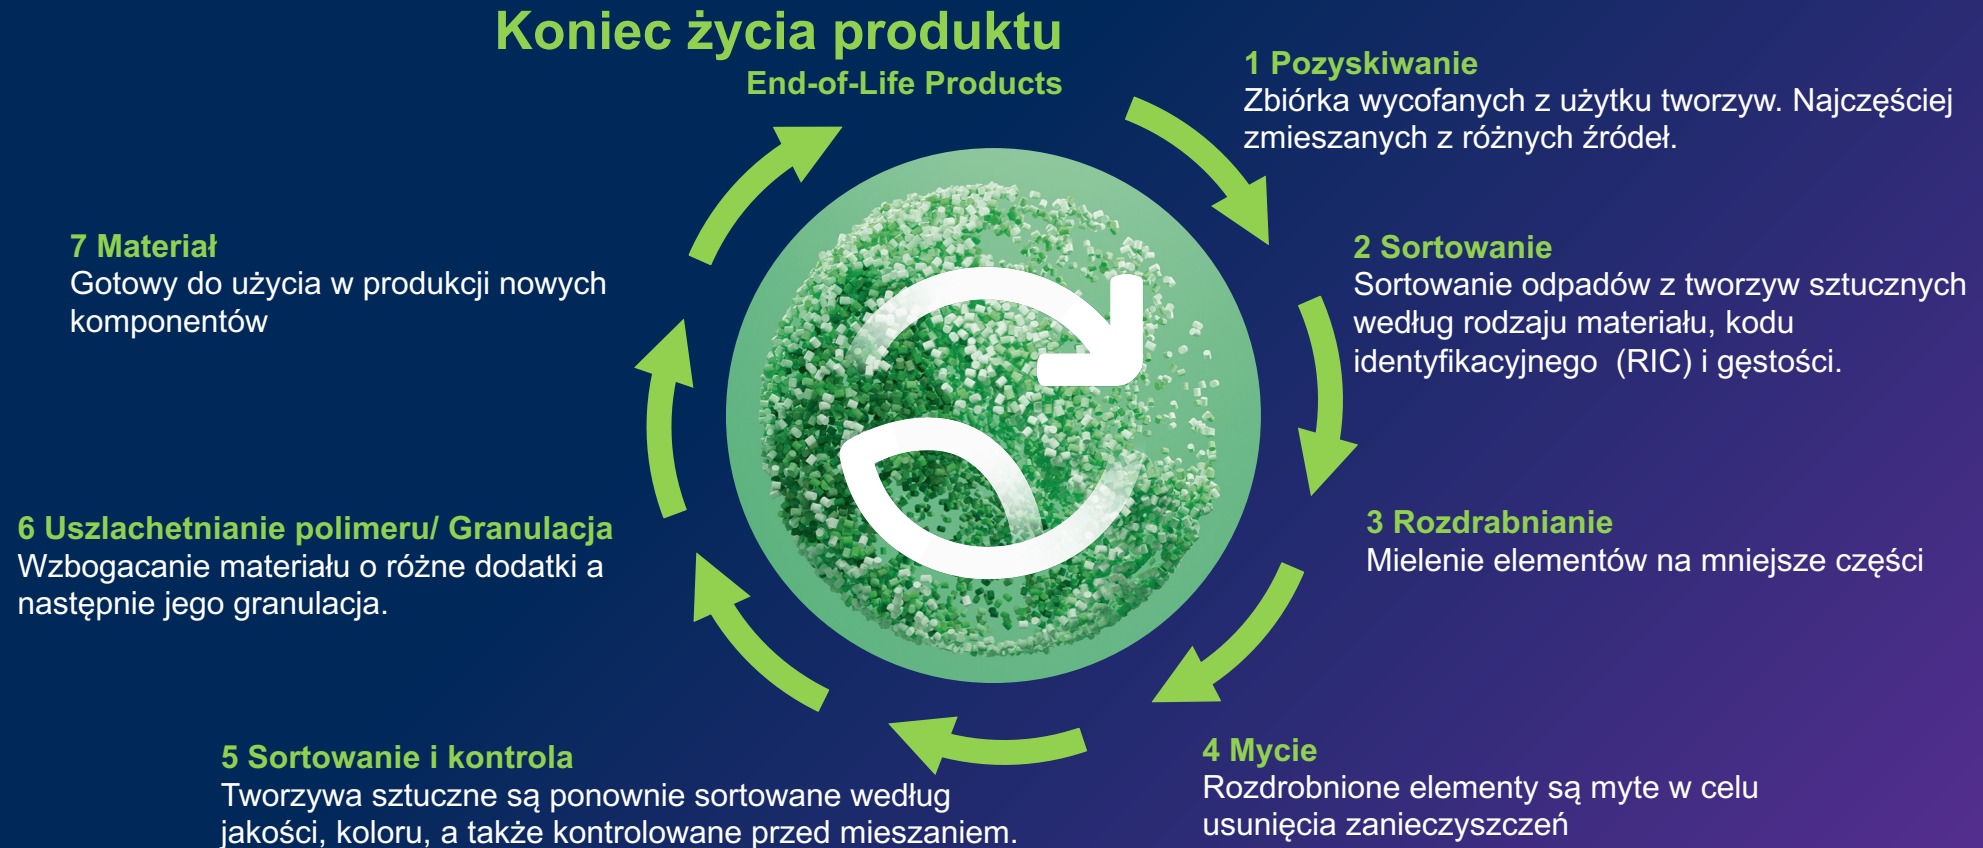 Koniec życia produktu
End-of-Life Products
1 Pozyskiwanie
Zbiórka wycofanych z użytku tworzyw. Najczęściej
zmieszanych z różnych źródeł.
2 Sortowanie
Sortowanie odpadów z tworzyw sztucznych
według rodzaju materiału, kodu
identyfikacyjnego  (RIC) i gęstości.
3 Rozdrabnianie
Mielenie elementów na mniejsze części
4 Mycie
Rozdrobnione elementy są myte w celu
usunięcia zanieczyszczeń
5 Sortowanie i kontrola
Tworzywa sztuczne są ponownie sortowane według
jakości, koloru, a także kontrolowane przed mieszaniem.
6 Uszlachetnianie polimeru/ Granulacja
Wzbogacanie materiału o różne dodatki a
następnie jego granulacja.
7 Materiał
Gotowy do użycia w produkcji nowych
komponentów